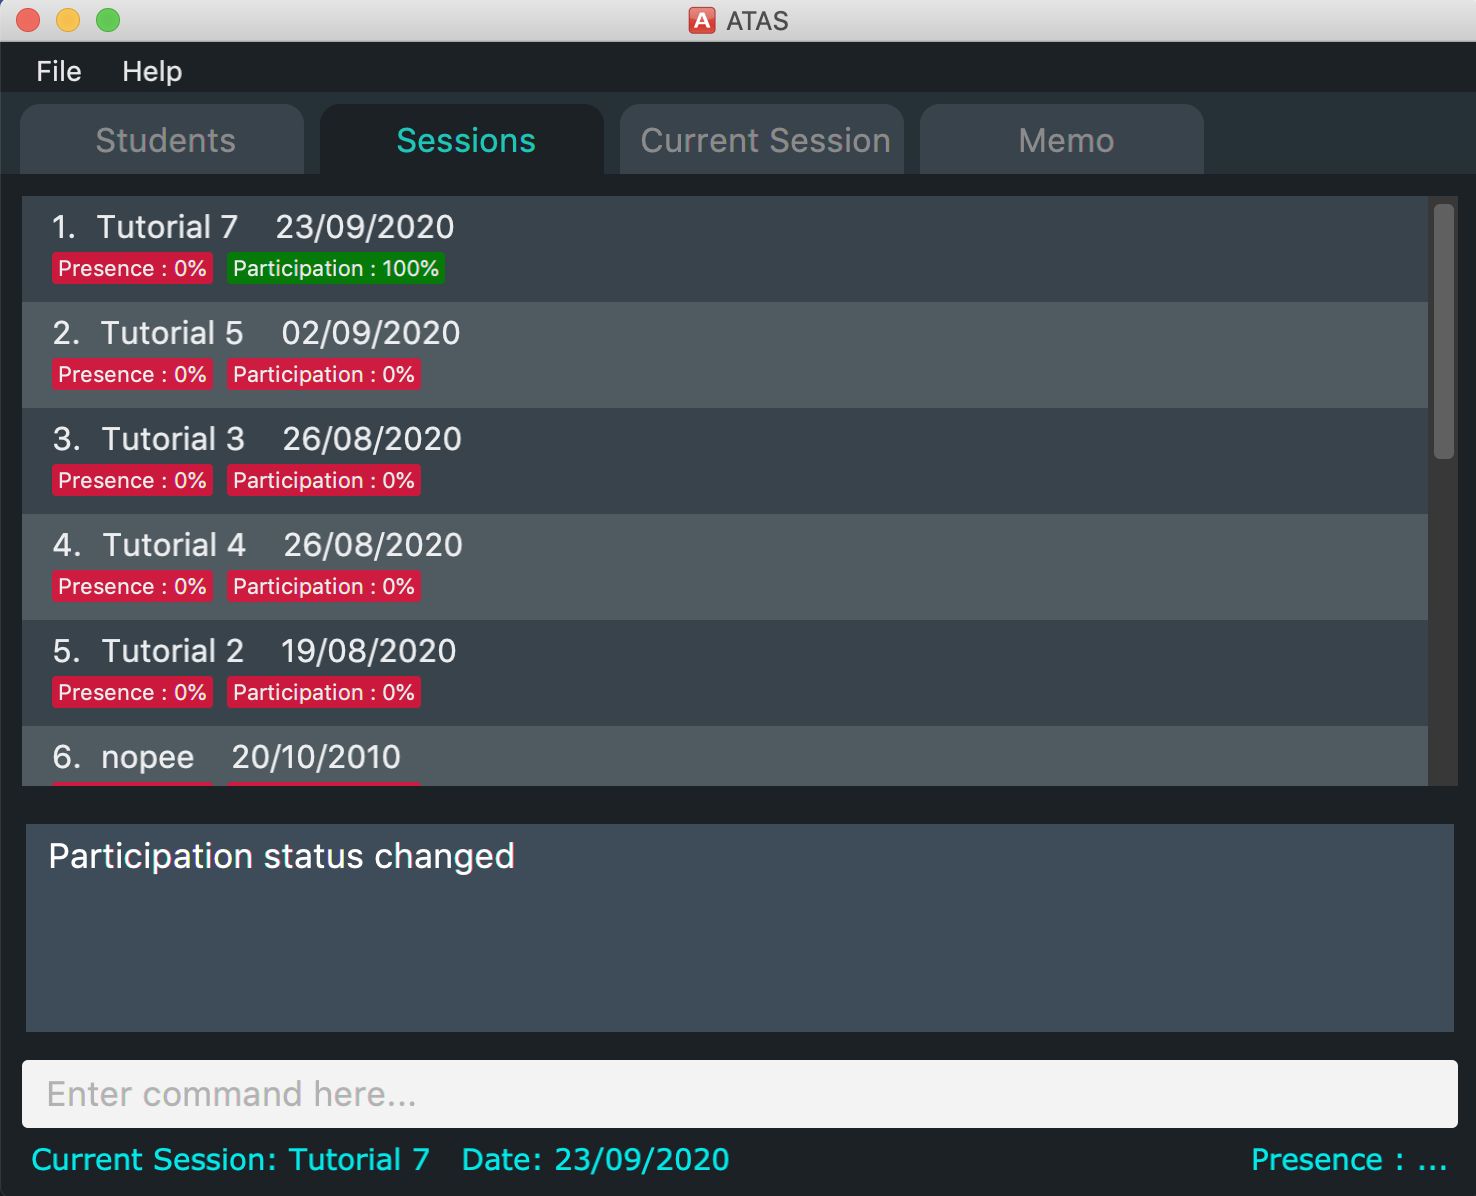 A ATAS
File Help
Students Sessions Current Session Memo
1. Tutorial 7 23/09/2020
Presence : 0% Participation : 100%
2. Tutorial 5 02/09/2020
Presence : 0% Participation : 0%
3. Tutorial 3 26/08/2020
Presence : 0% Participation : 0%
4. Tutorial 4 26/08/2020
Presence : 0% Participation : 0%
5. Tutorial 2 19/08/2020
Presence : 0% Participation : 0%
6. nopee 20/10/2010
Participation status changed
Enter command here...
Current Session: Tutorial 7 Date: 23/09/2020 Presence : ...